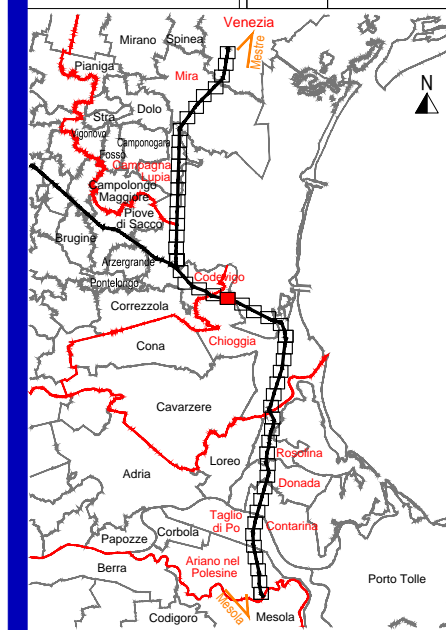 Venezia
Mirano
Spinea
Mestre
Pianiga
Mira
N
Stra
Dolo
Vigonovo
Camponogara
Fossò
Campagna
Lupia
Campolongo
Maggiore
Piove
di Sacco
Brugine
Arzergrande
Pontelongo
Codevigo
Correzzola
Chioggia
Cona
Cavarzere
Rosolina
Loreo
Adria
Donada
Taglio
di Po
Contarina
Corbola
Papozze
Ariano nel
Polesine
Berra
Porto Tolle
Mesola
Mesola
Codigoro